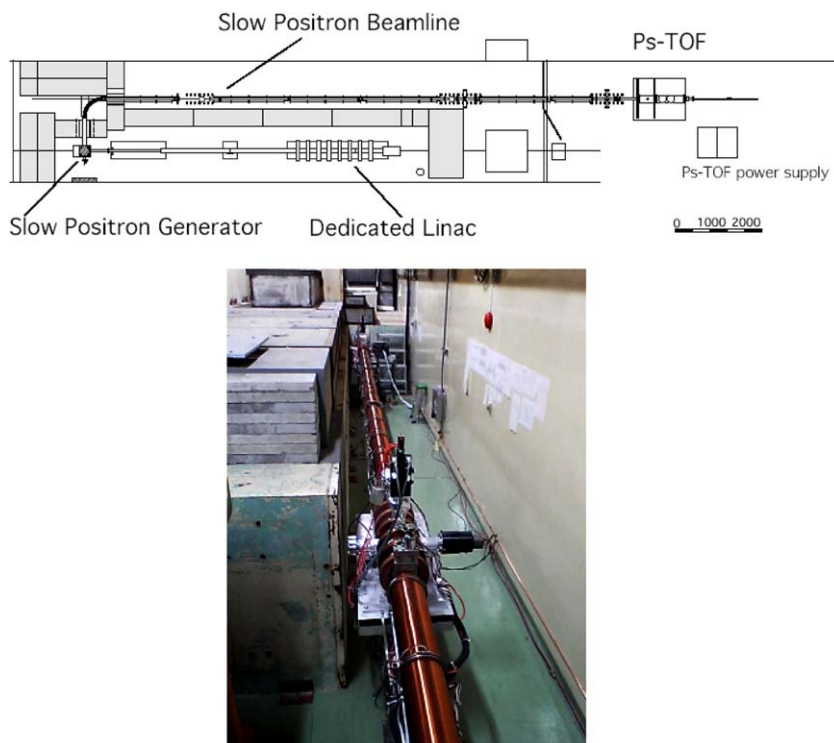 Slow Positron Beamline
Ps-TOF
Ps-TOF power supply
Slow Positron Generator
Dedicated Linac
0 1000 2000